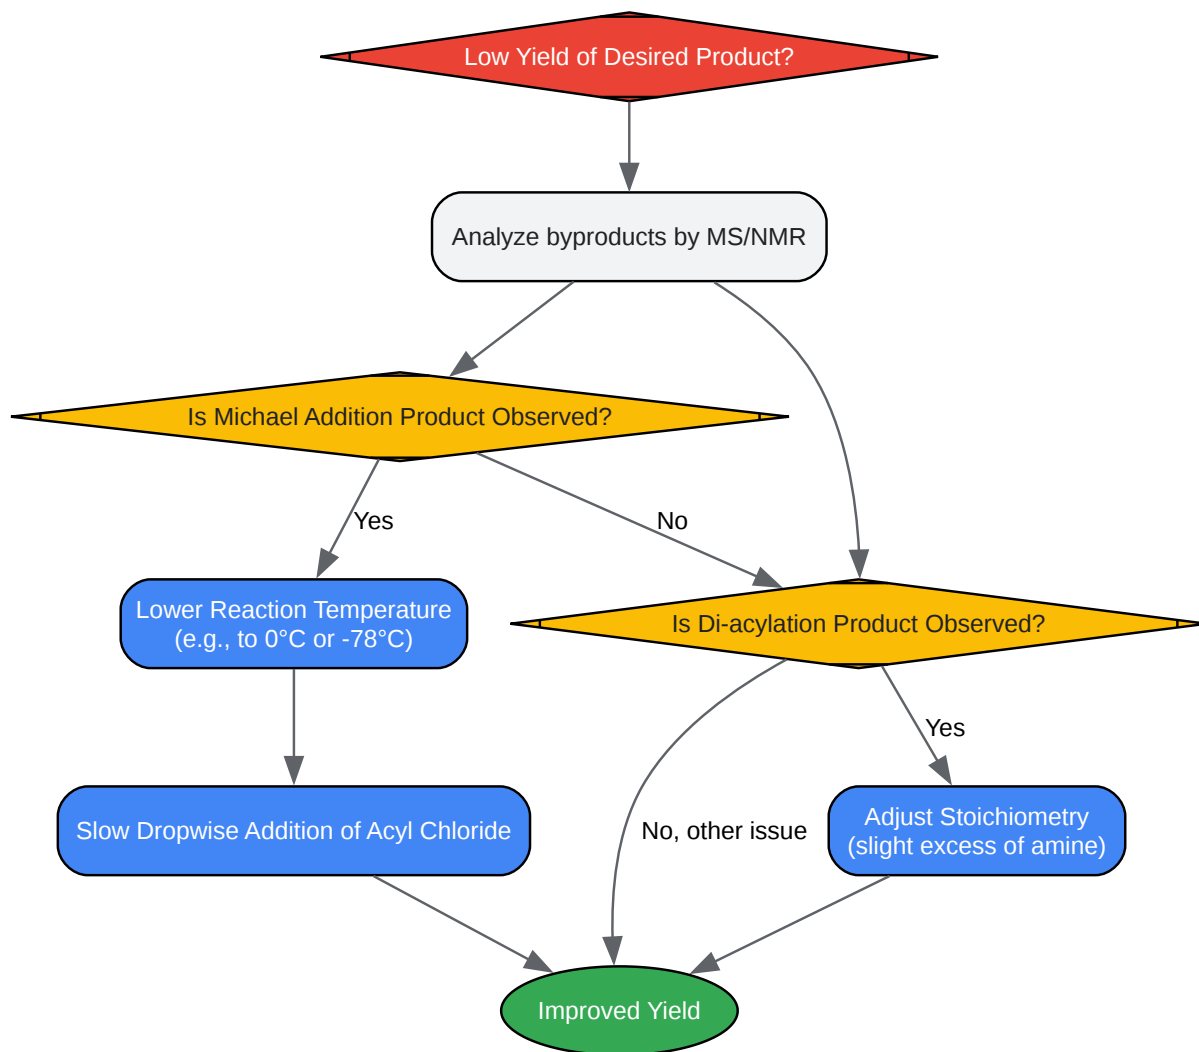 Low Yield of Desired Product?
Analyze byproducts by MS/NMR
Is Michael Addition Product Observed?
Yes
No
Lower Reaction Temperature
(e.g., to 0°C or -78°C)
Is Di-acylation Product Observed?
Yes
Slow Dropwise Addition of Acyl Chloride
No, other issue
Adjust Stoichiometry
(slight excess of amine)
Improved Yield